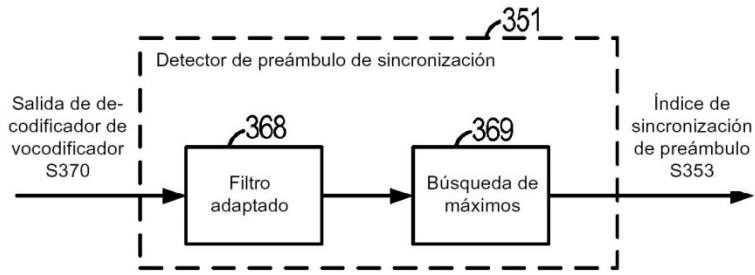 351
Detector de preámbulo de sincronización
Salida de de-
codificador de
vocodificador
S370
368
Filtro
adaptado
369
Búsqueda de
máximos
Índice de
sincronización
de preámbulo
S353